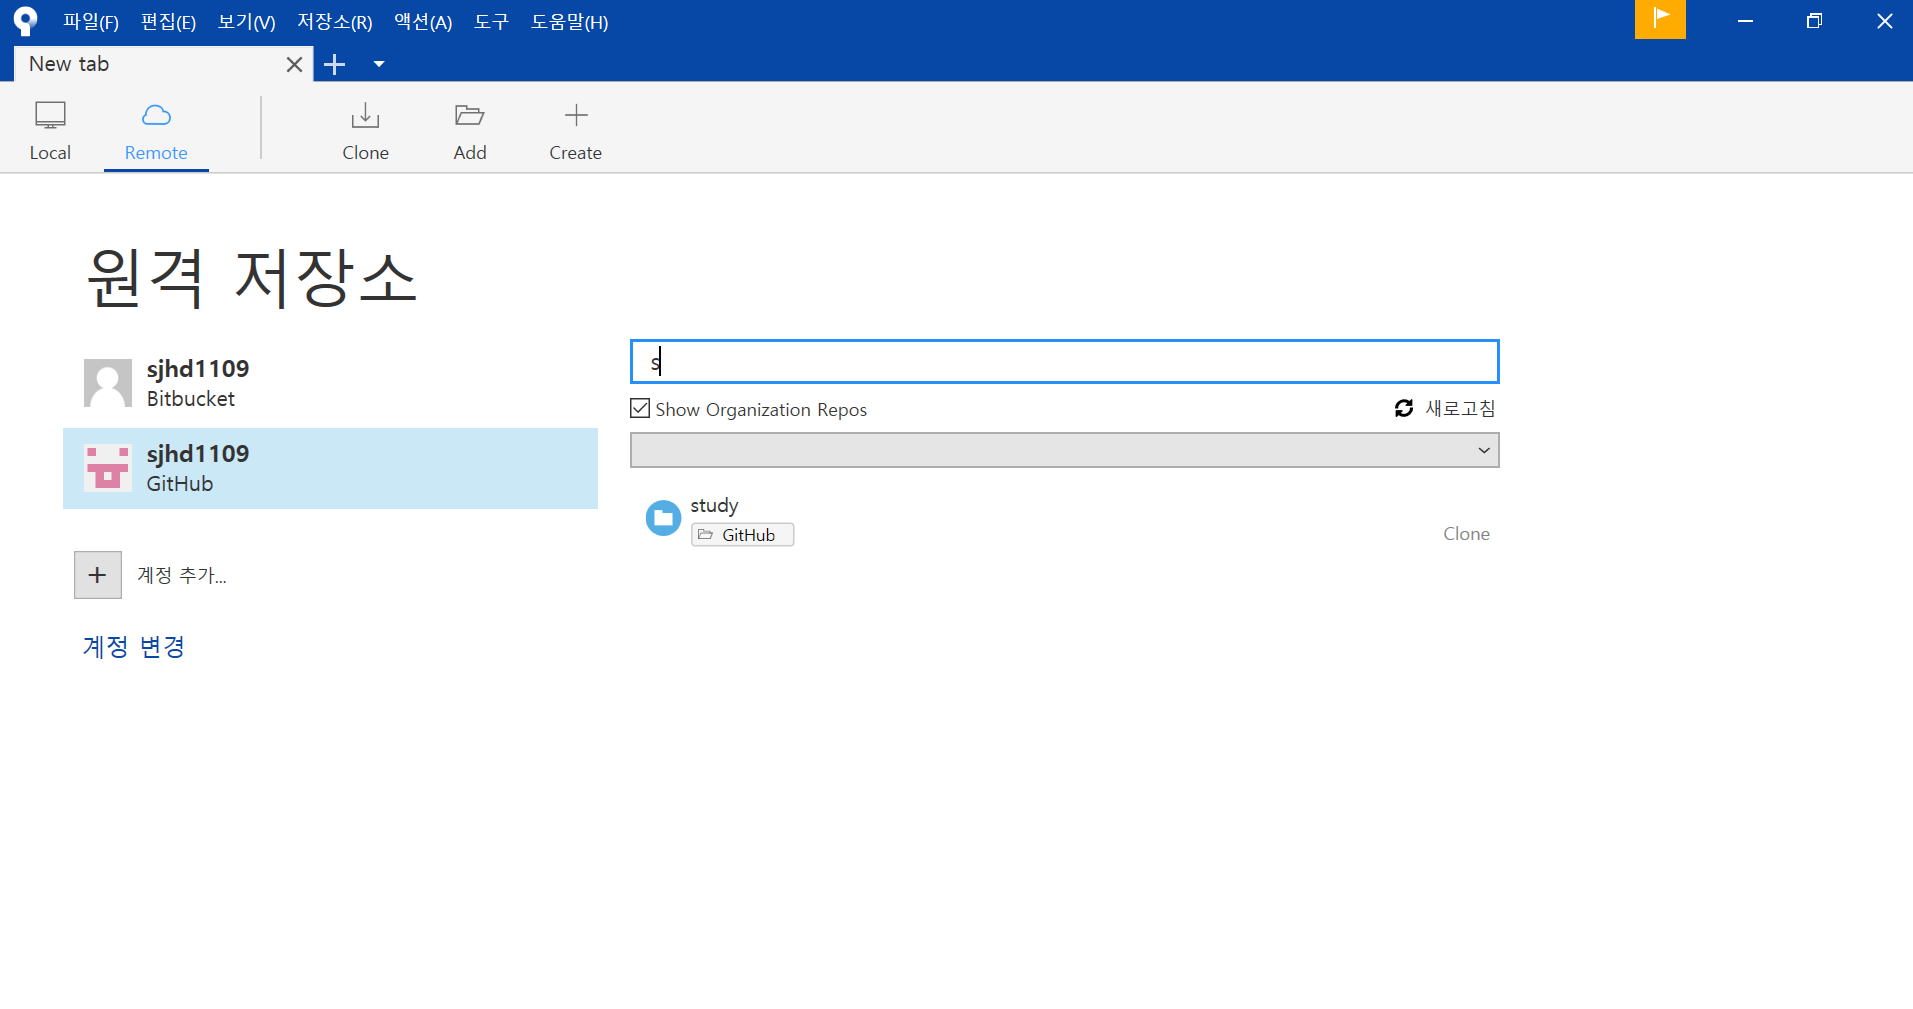 파일(F) 편집(E) 보기(V) 저장소(R) 액션(A) 도구 도움말(H)
New tab
Local Remote Clone Add Create
원격 저장소
sjhd1109
Bitbucket
sjhd1109
GitHub
계정 추가...
계정 변경
s
Show Organization Repos 새로고침
study
GitHub
Clone